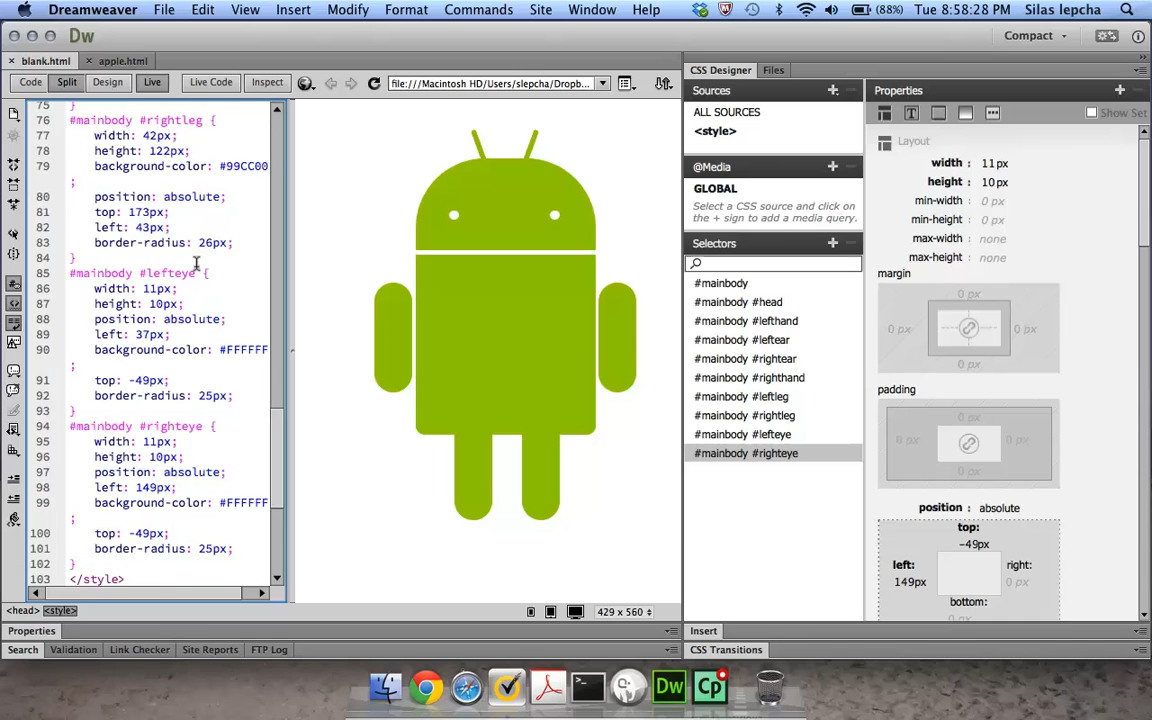 Dreamweaver File Edit View Insert Modify Format Commands Site Window Help (88%) Tue 8:58:28 PM Silas lepcha
Dw Compact
blank.html apple.html
Code Split Design Live Live Code Inspect file:///Macintosh HD/Users/slepcha/Dropb...
75 }
76 #mainbody #rightleg {
77 width: 42px;
78 height: 122px;
79 background-color: #99CC00
;
80 position: absolute;
81 top: 173px;
82 left: 43px;
83 border-radius: 26px;
84 }
85 #mainbody #lefteye {
86 width: 11px;
87 height: 10px;
88 position: absolute;
89 left: 37px;
90 background-color: #FFFFFF
;
91 top: -49px;
92 border-radius: 25px;
93 }
94 #mainbody #righteye {
95 width: 11px;
96 height: 10px;
97 position: absolute;
98 left: 149px;
99 background-color: #FFFFFF
;
100 top: -49px;
101 border-radius: 25px;
102 }
103 </style>
<head> <style> 429 x 560
Properties
Search Validation Link Checker Site Reports FTP Log
CSS Designer Files
Sources
ALL SOURCES
<style>
@Media
GLOBAL
Select a CSS source and click on
the + sign to add a media query.
Selectors
#mainbody
#mainbody #head
#mainbody #lefthand
#mainbody #leftear
#mainbody #rightear
#mainbody #righthand
#mainbody #leftleg
#mainbody #rightleg
#mainbody #lefteye
#mainbody #righteye
Insert
CSS Transitions
Properties
T Show Set
Layout
width : 11 px
height : 10 px
min-width : 0 px
min-height : 0 px
max-width : none
max-height : none
margin
0 px
0 px 0 px
0 px
padding
0 px
0 px 0 px
0 px
position : absolute
top:
-49px
left: right:
149px 0 px
bottom:
Dw Cp